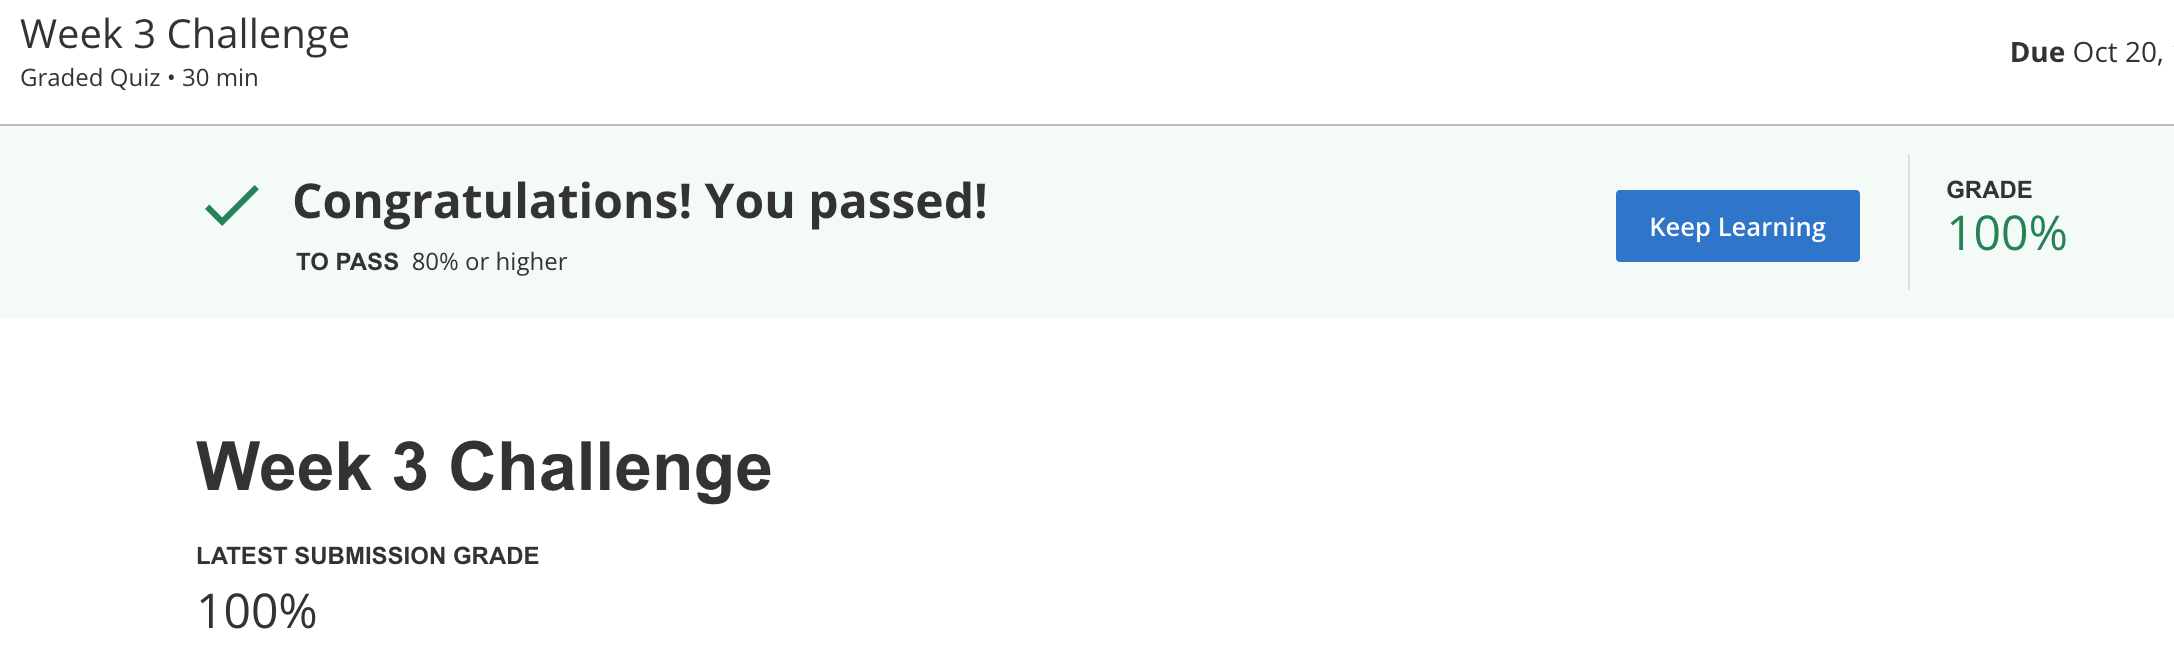 Week 3 Challenge
Graded Quiz • 30 min
Due Oct 20,
Congratulations! You passed!
TO PASS 80% or higher
Keep Learning
GRADE
100%
Week 3 Challenge
LATEST SUBMISSION GRADE
100%